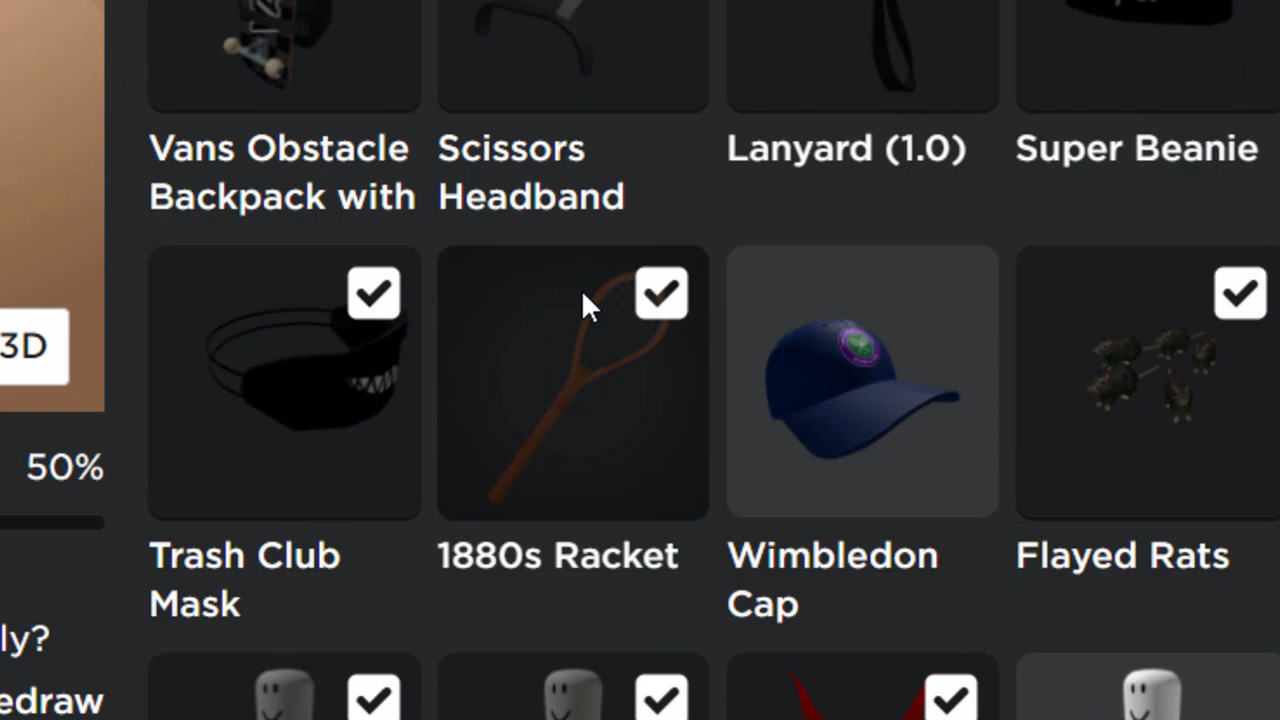 Vans Obstacle
Backpack with
Scissors
Headband
Lanyard (1.0)
Super Beanie
3D
50%
Trash Club
Mask
1880s Racket
Wimbledon
Cap
Flayed Rats
ly?
edraw